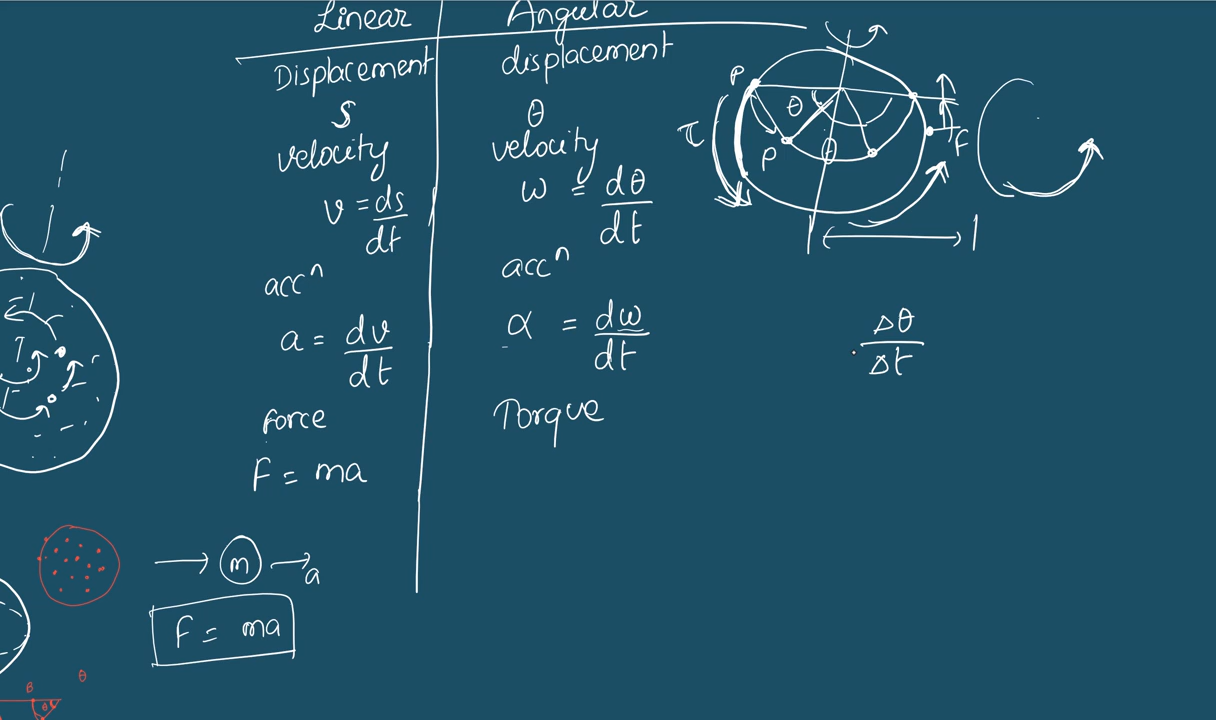 Linear Angular
Displacement displacement
S θ
velocity velocity
v = ds/dt ω = dθ/dt
accⁿ accⁿ
a = dv/dt α = dω/dt
force Torque
F = ma
m a
F = ma
P
θ
τ
P θ F
Δθ/Δt
θ
B
θ